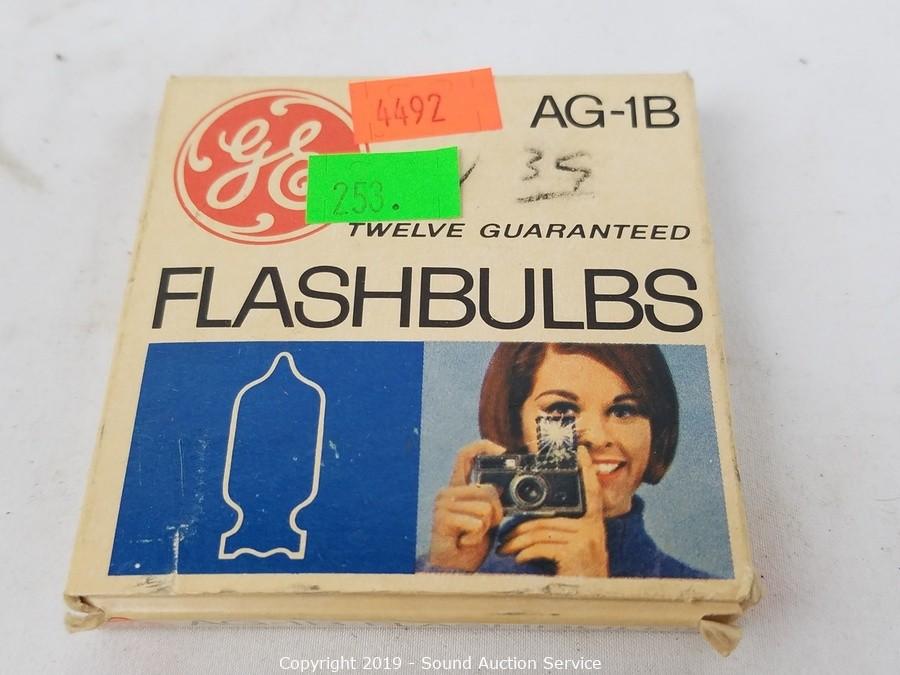 GE
4492
AG-1B
253.
35
TWELVE GUARANTEED
FLASHBULBS
Copyright 2019 - Sound Auction Service